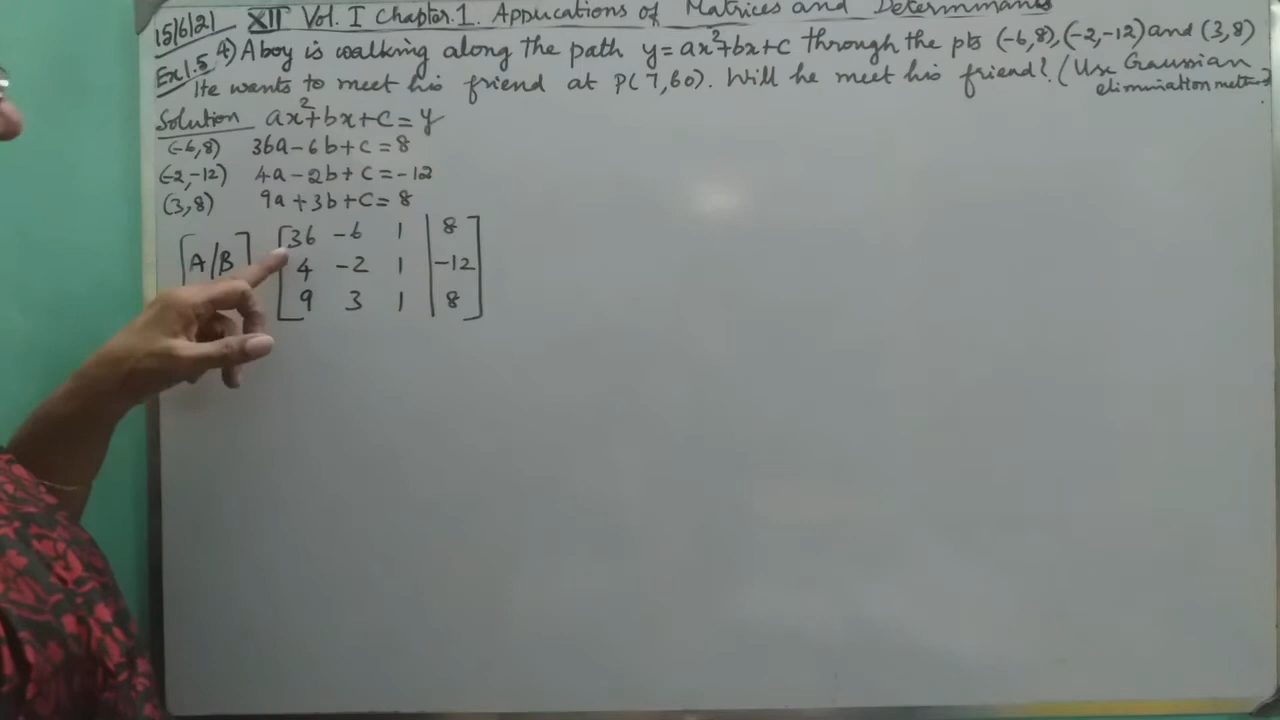 15/6/21 XII Vol. I Chapter.1. Applications of Matrices and Determinants
Ex 1.5 4) A boy is walking along the path y=ax²+bx+c through the pts (-6,8), (-2,-12) and (3,8)
He wants to meet his friend at P(7,60). Will he meet his friend? (Use Gaussian
elimination method)
Solution ax²+bx+c=y
(-6,8) 36a-6b+c=8
(-2,-12) 4a-2b+c=-12
(3,8) 9a+3b+c=8
36 -6 1 | 8
[A/B] 4 -2 1 | -12
9 3 1 | 8